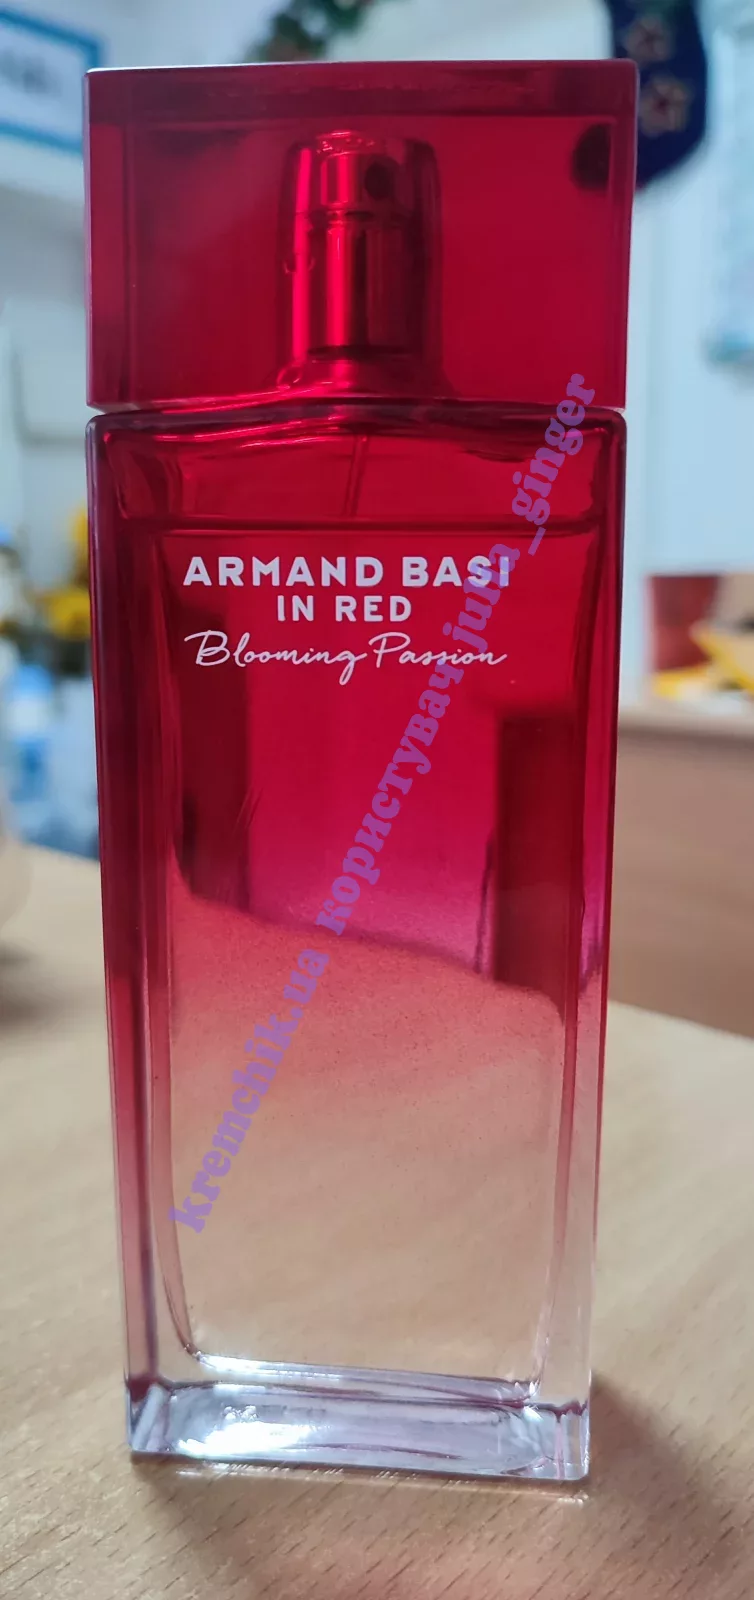 ARMAND BASI
IN RED
Blooming Passion
kremchik.ua користувач julia_ginger